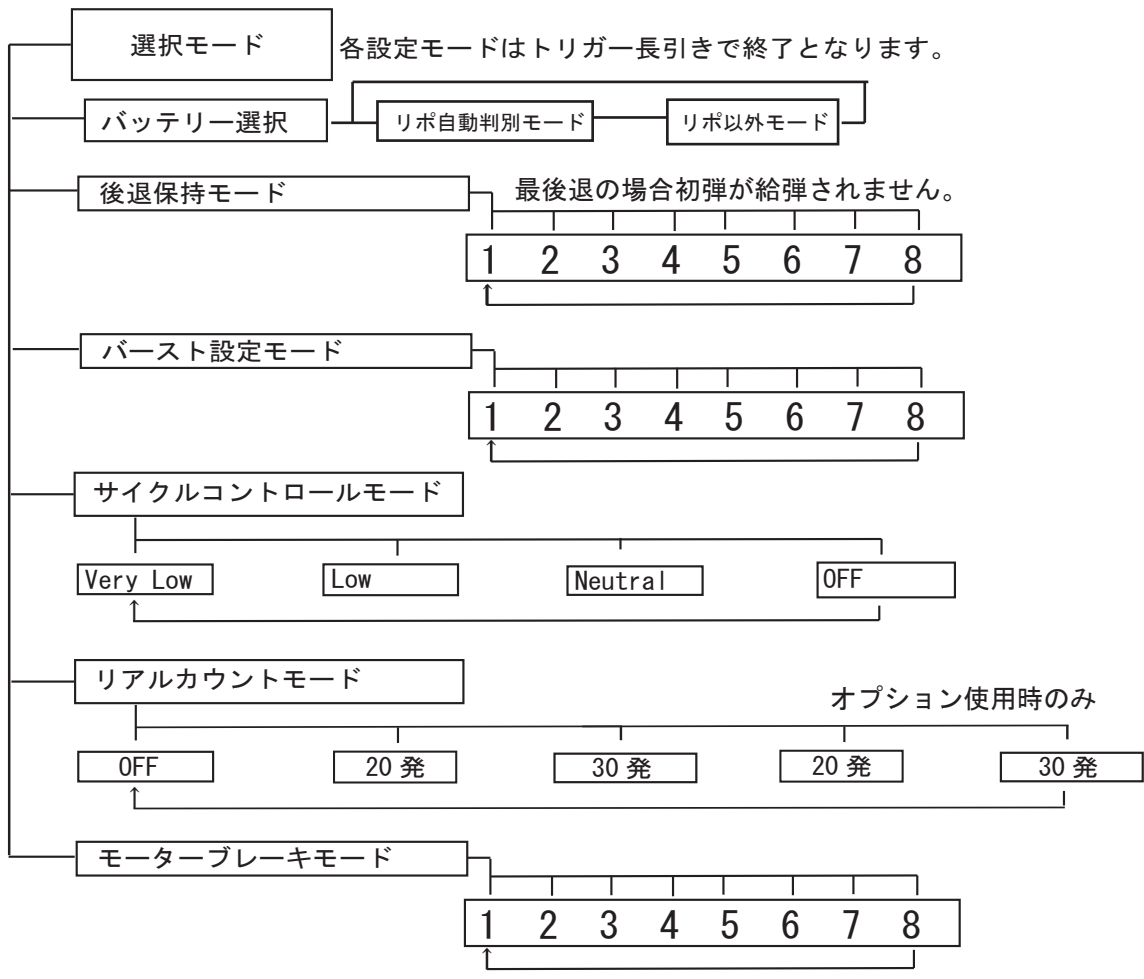 選択モード
各設定モードはトリガー長引きで終了となります。
バッテリー選択
リポ自動判別モード
リポ以外モード
後退保持モード
最後退の場合初弾が給弾されません。
1 2 3 4 5 6 7 8
バースト設定モード
1 2 3 4 5 6 7 8
サイクルコントロールモード
Very Low
Low
Neutral
OFF
リアルカウントモード
オプション使用時のみ
OFF
20 発
30 発
20 発
30 発
モーターブレーキモード
1 2 3 4 5 6 7 8